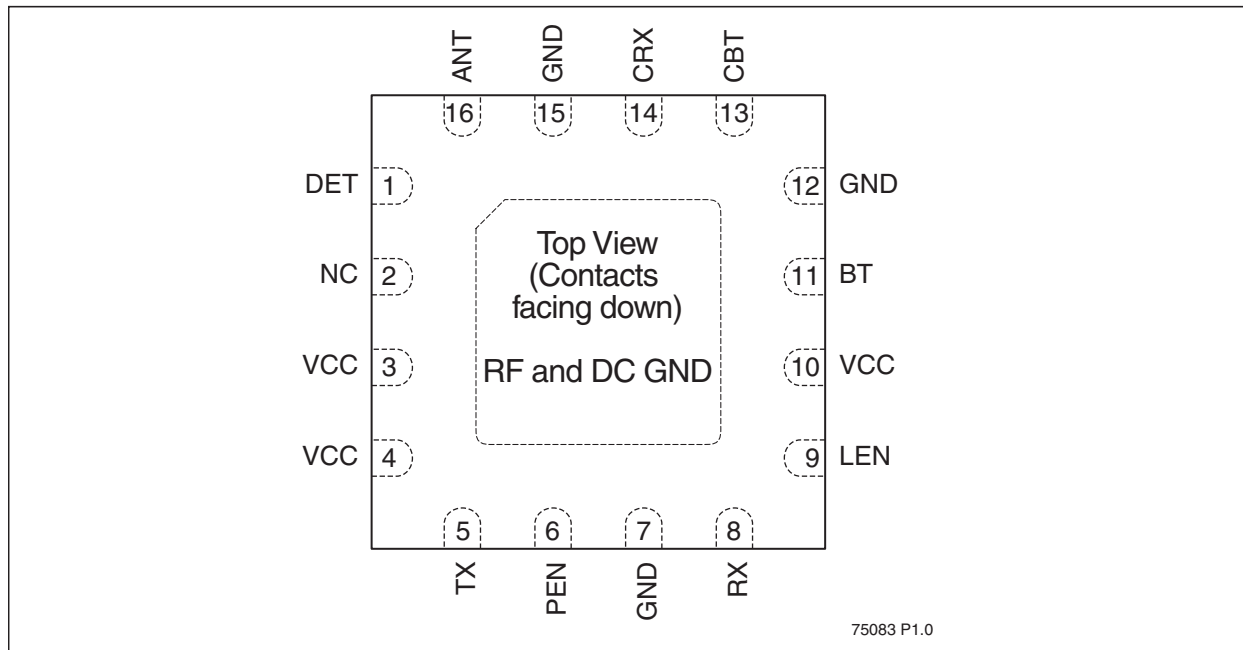 ANT
GND
CRX
CBT
16
15
14
13
DET 1
12 GND
NC 2
11 BT
VCC 3
10 VCC
VCC 4
9 LEN
Top View
(Contacts
facing down)
RF and DC GND
5
6
7
8
TX
PEN
GND
RX
75083 P1.0